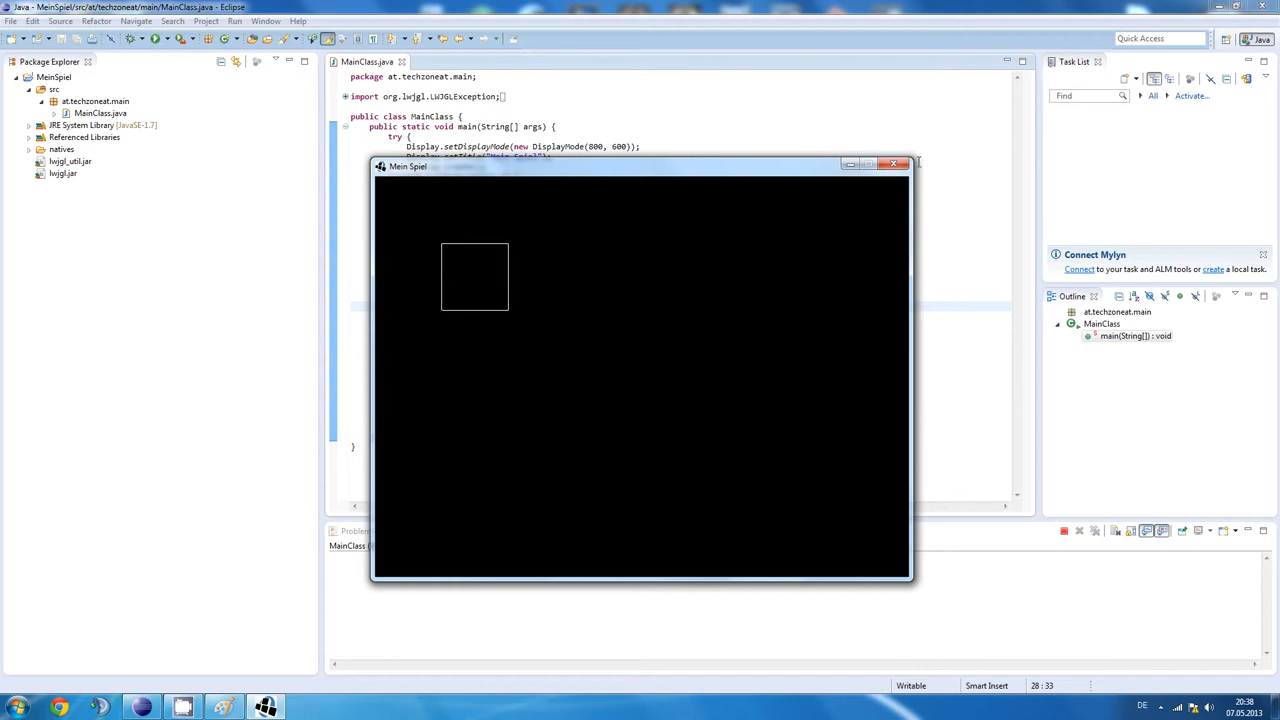 Java - MeinSpiel/src/at/techzoneat/main/MainClass.java - Eclipse
File Edit Source Refactor Navigate Search Project Run Window Help
Quick Access
Java
Package Explorer
MeinSpiel
src
at.techzoneat.main
MainClass.java
JRE System Library [JavaSE-1.7]
Referenced Libraries
natives
lwjgl_util.jar
lwjgl.jar
MainClass.java
package at.techzoneat.main;
import org.lwjgl.LWJGLException;
public class MainClass {
public static void main(String[] args) {
try {
Display.setDisplayMode(new DisplayMode(800, 600));
Display.setTitle("Mein Spiel");
}
Mein Spiel
Task List
Find
All
Activate...
Connect Mylyn
Connect to your task and ALM tools or create a local task.
Outline
at.techzoneat.main
MainClass
main(String[]) : void
Problem
MainClass (
Writable
Smart Insert
28 : 33
DE
20:38
07.05.2013